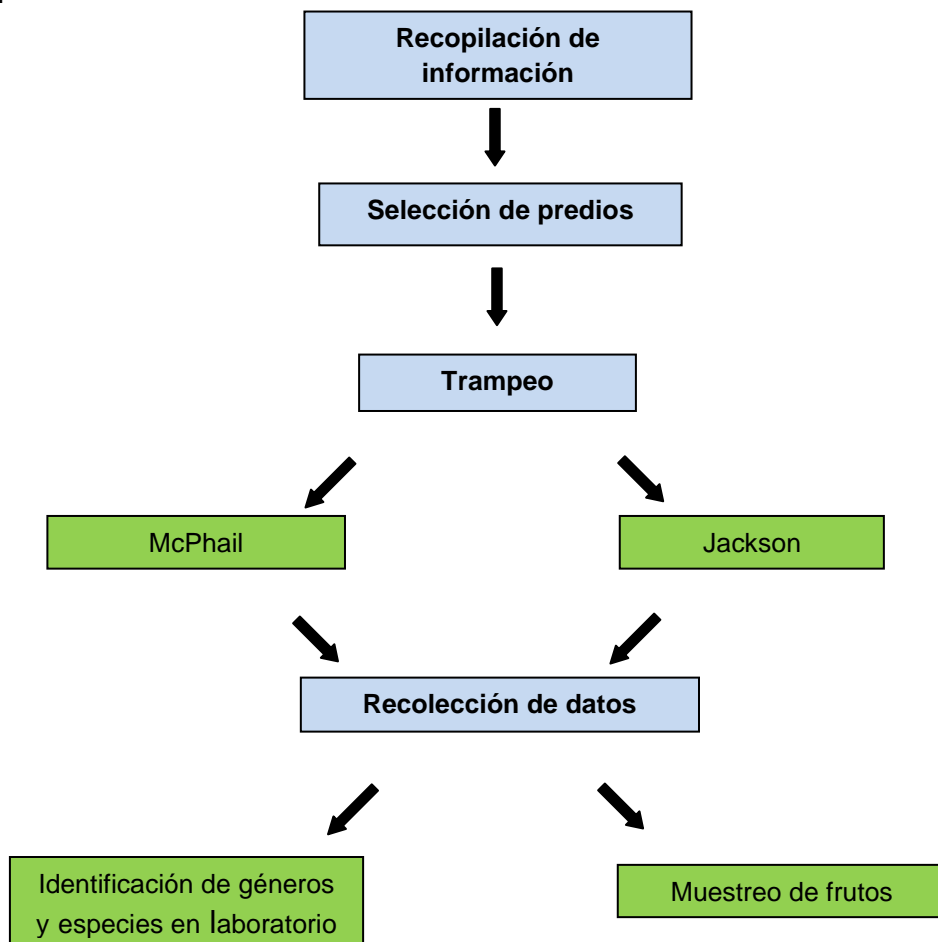 Recopilación de
información
Selección de predios
Trampeo
McPhail
Jackson
Recolección de datos
Identificación de géneros
y especies en laboratorio
Muestreo de frutos